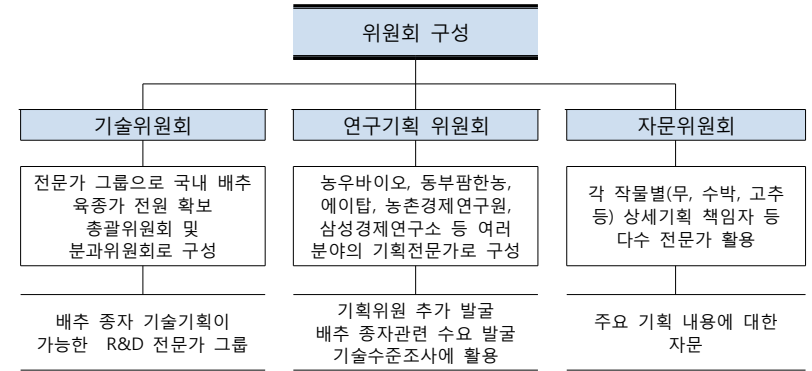 위원회 구성
기술위원회
전문가 그룹으로 국내 배추
육종가 전원 확보
총괄위원회 및
분과위원회로 구성
배추 종자 기술기획이
가능한 R&D 전문가 그룹
연구기획 위원회
농우바이오, 동부팜한농,
에이탑, 농촌경제연구원,
삼성경제연구소 등 여러
분야의 기획전문가로 구성
기획위원 추가 발굴
배추 종자관련 수요 발굴
기술수준조사에 활용
자문위원회
각 작물별(무, 수박, 고추
등) 상세기획 책임자 등
다수 전문가 활용
주요 기획 내용에 대한
자문